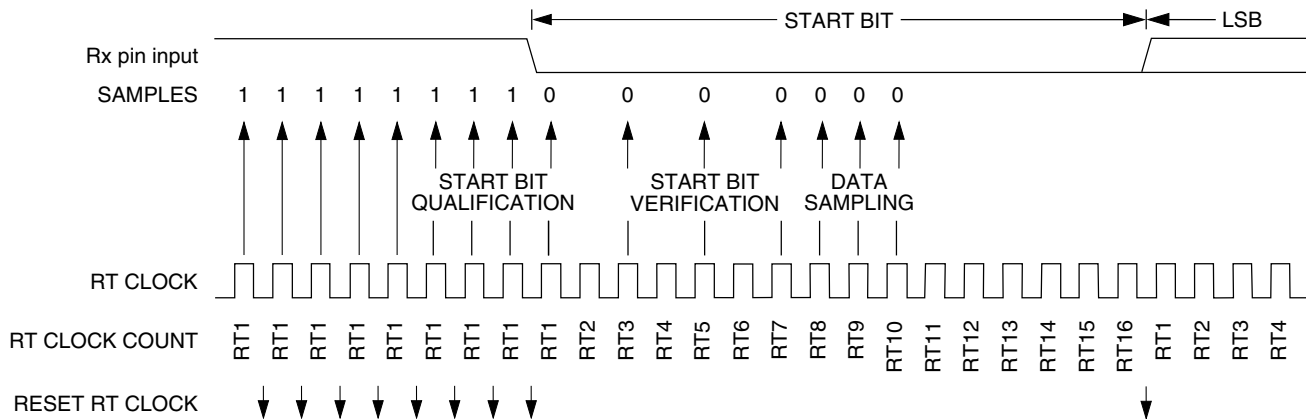 START BIT
LSB
Rx pin input
SAMPLES 1 1 1 1 1 1 1 1 0 0 0 0 0 0 0
START BIT QUALIFICATION
START BIT VERIFICATION
DATA SAMPLING
RT CLOCK
RT CLOCK COUNT RT1 RT1 RT1 RT1 RT1 RT1 RT1 RT1 RT1 RT2 RT3 RT4 RT5 RT6 RT7 RT8 RT9 RT10 RT11 RT12 RT13 RT14 RT15 RT16 RT1 RT2 RT3 RT4
RESET RT CLOCK